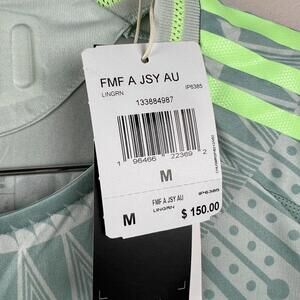 FMF A JSY AU
LINGRN IP6385
133884987
1 96466 22369 2
M
IP6385
FMF A JSY AU
M LINGRN $ 150.00